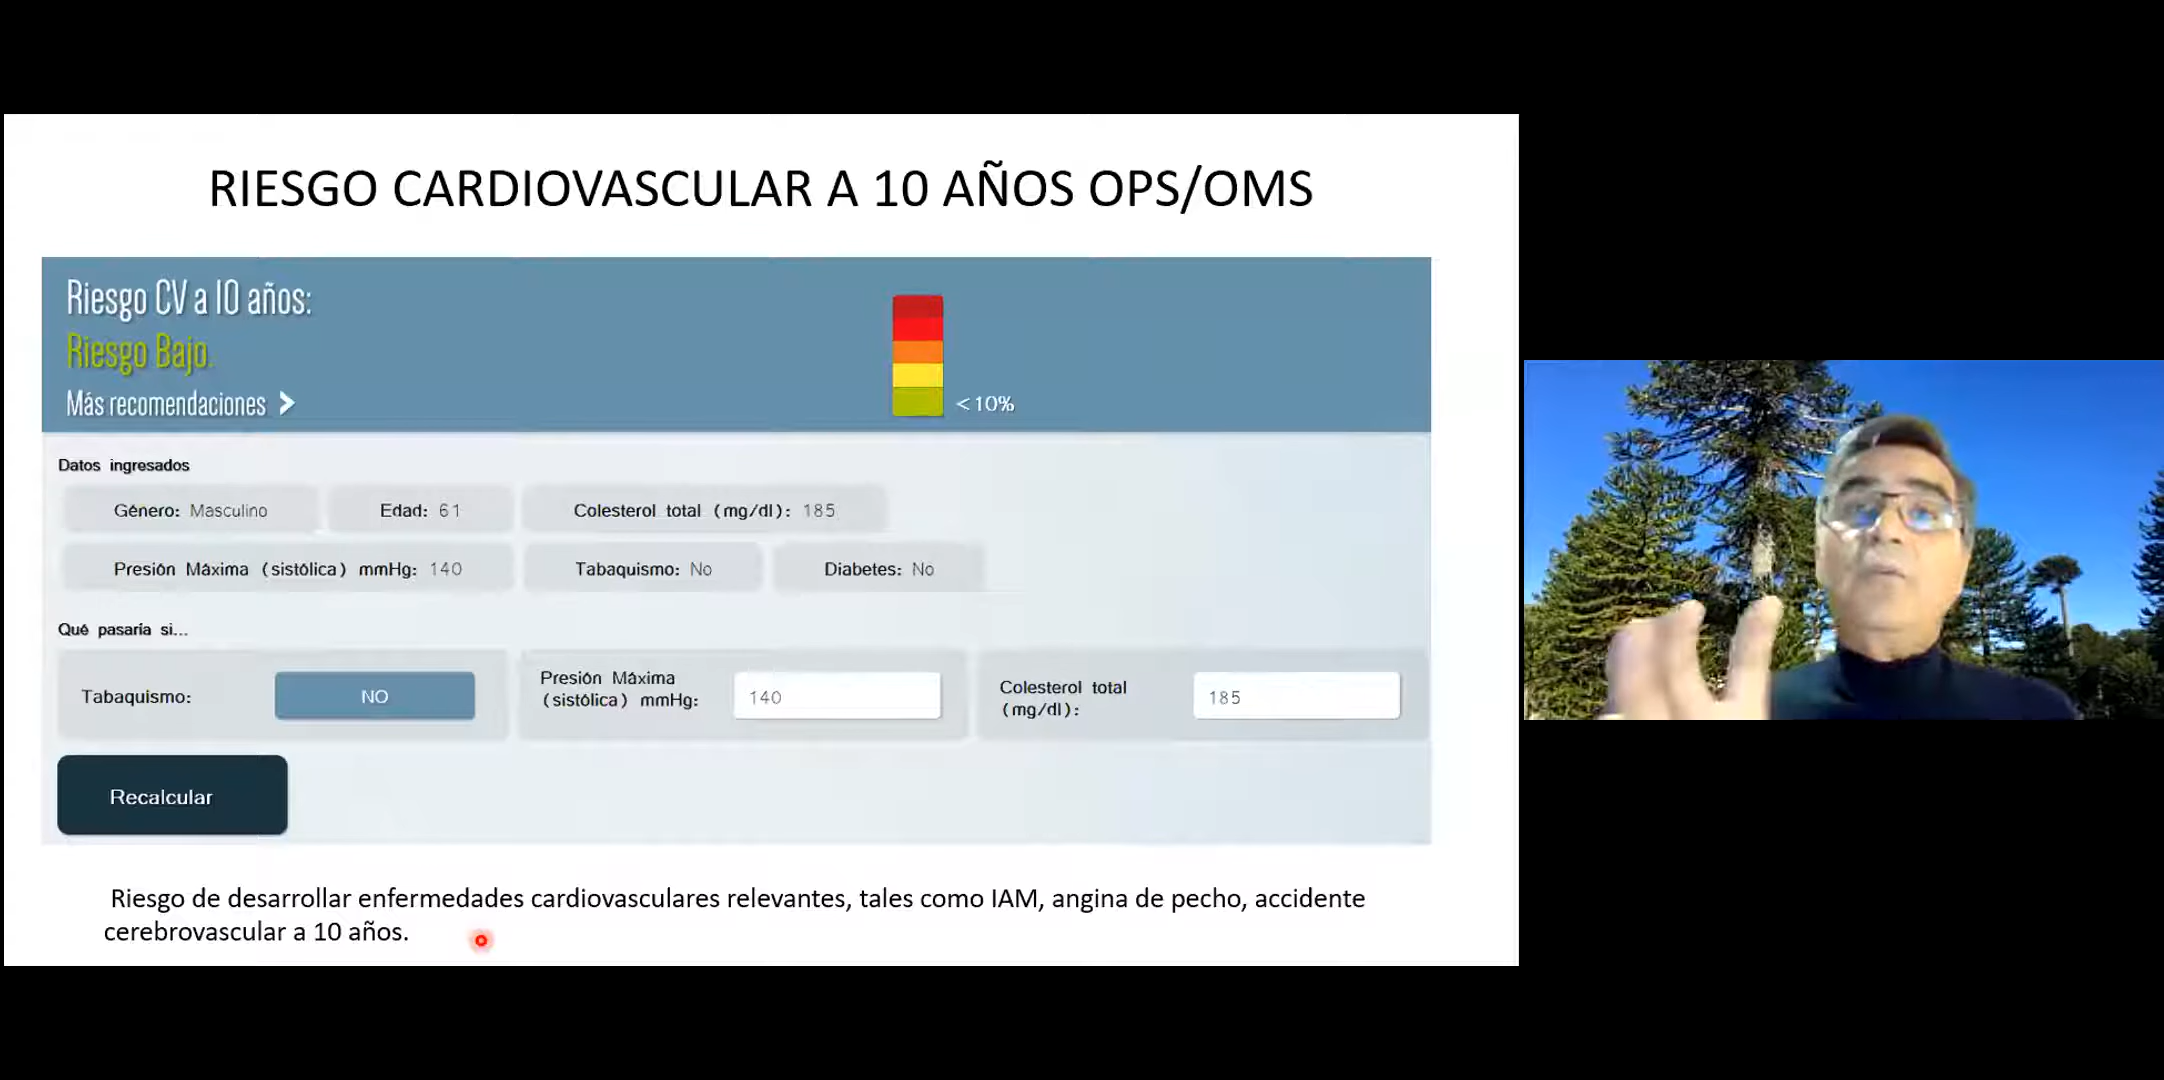 RIESGO CARDIOVASCULAR A 10 AÑOS OPS/OMS
Riesgo CV a 10 años:
Riesgo Bajo.
Más recomendaciones >
<10%
Datos ingresados
Género: Masculino
Edad: 61
Colesterol total (mg/dl): 185
Presión Máxima (sistólica) mmHg: 140
Tabaquismo: No
Diabetes: No
Qué pasaría si...
Tabaquismo:
NO
Presión Máxima
(sistólica) mmHg:
140
Colesterol total
(mg/dl):
185
Recalcular
Riesgo de desarrollar enfermedades cardiovasculares relevantes, tales como IAM, angina de pecho, accidente
cerebrovascular a 10 años.